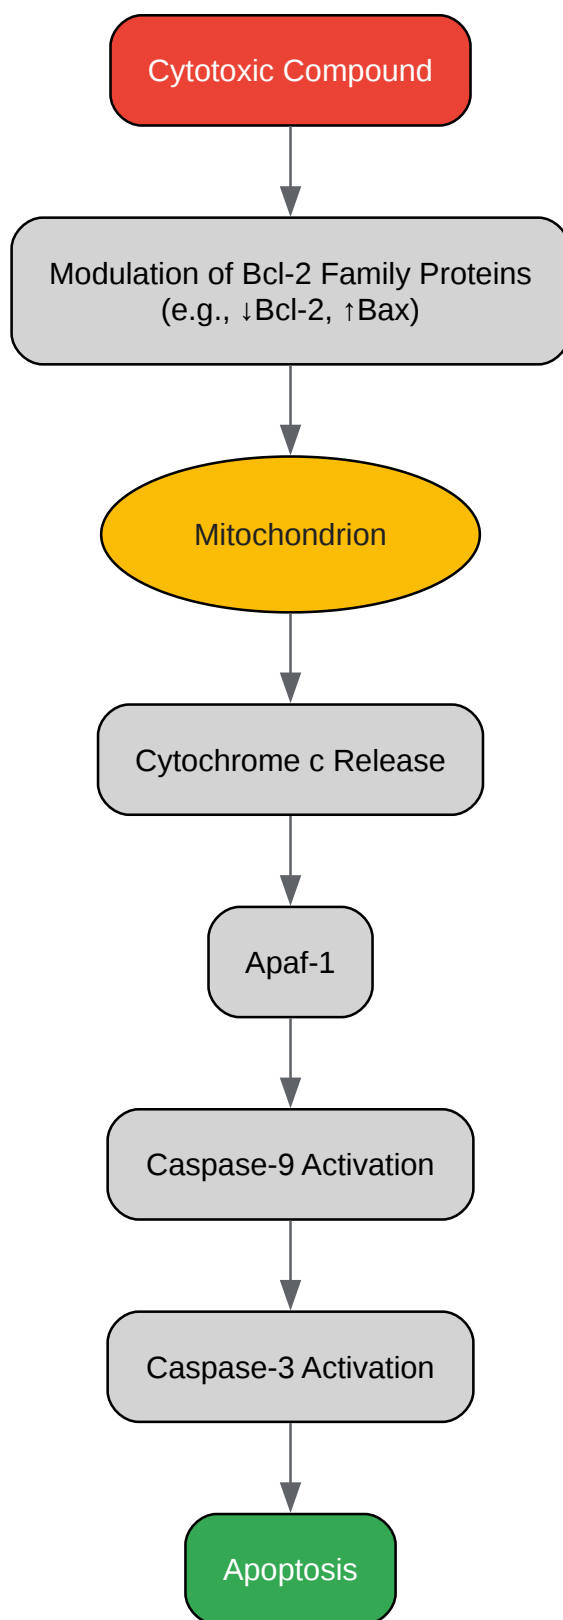 Cytotoxic Compound
Modulation of Bcl-2 Family Proteins
(e.g., ↓Bcl-2, ↑Bax)
Mitochondrion
Cytochrome c Release
Apaf-1
Caspase-9 Activation
Caspase-3 Activation
Apoptosis